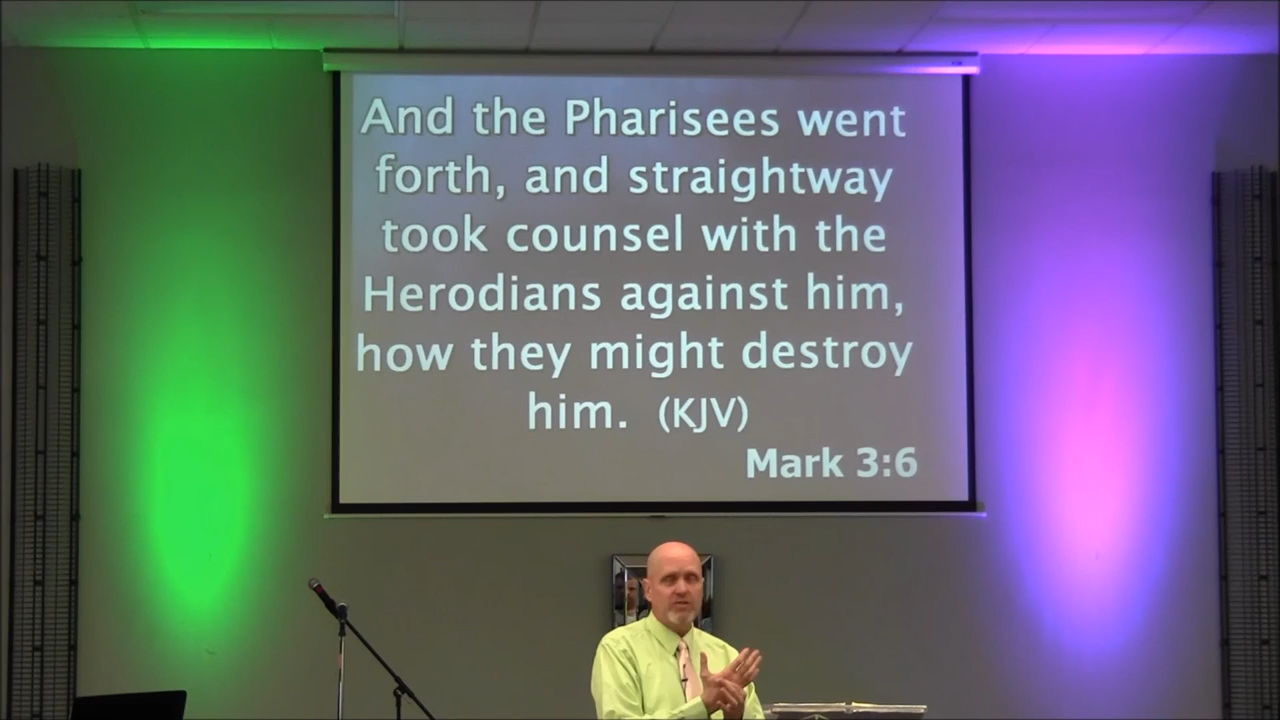 And the Pharisees went
forth, and straightway
took counsel with the
Herodians against him,
how they might destroy
him. (KJV)
Mark 3:6